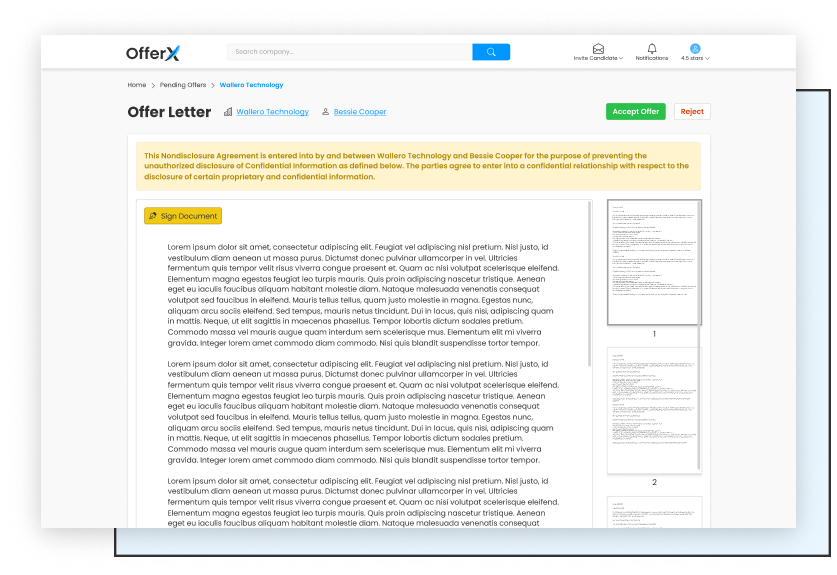 OfferX
Search company...
Invite Candidate
Notifications
4.5 stars
Home > Pending Offers > Wallero Technology
Offer Letter
Wallero Technology
Bessie Cooper
Accept Offer
Reject
This Nondisclosure Agreement is entered into by and between Wallero Technology and Bessie Cooper for the purpose of preventing the
unauthorized disclosure of Confidential Information as defined below. The parties agree to enter into a confidential relationship with respect to the
disclosure of certain proprietary and confidential information.
Sign Document
Lorem ipsum dolor sit amet, consectetur adipiscing elit. Feugiat vel adipiscing nisl pretium. Nisl justo, id
vestibulum diam aenean ut massa purus. Dictumst donec pulvinar ullamcorper in vel. Ultricies
fermentum quis tempor velit risus viverra congue praesent et. Quam ac nisi volutpat scelerisque eleifend.
Elementum magna egestas feugiat leo turpis mauris. Quis proin adipiscing nascetur tristique. Aenean
eget eu iaculis faucibus aliquam habitant molestie diam. Natoque malesuada venenatis consequat
volutpat sed faucibus in eleifend. Mauris tellus tellus, quam justo molestie in magna. Egestas nunc,
aliquam arcu sociis eleifend. Sed tempus, mauris netus tincidunt. Dui in lacus, quis nisi, adipiscing quam
in mattis. Neque, ut elit sagittis in maecenas phasellus. Tempor lobortis dictum sodales pretium.
Commodo massa vel mauris augue quam interdum sem scelerisque mus. Elementum elit mi viverra
gravida. Integer lorem amet commodo diam commodo. Nisi quis blandit suspendisse tortor tempor.
Lorem ipsum dolor sit amet, consectetur adipiscing elit. Feugiat vel adipiscing nisl pretium. Nisl justo, id
vestibulum diam aenean ut massa purus. Dictumst donec pulvinar ullamcorper in vel. Ultricies
fermentum quis tempor velit risus viverra congue praesent et. Quam ac nisi volutpat scelerisque eleifend.
Elementum magna egestas feugiat leo turpis mauris. Quis proin adipiscing nascetur tristique. Aenean
eget eu iaculis faucibus aliquam habitant molestie diam. Natoque malesuada venenatis consequat
volutpat sed faucibus in eleifend. Mauris tellus tellus, quam justo molestie in magna. Egestas nunc,
aliquam arcu sociis eleifend. Sed tempus, mauris netus tincidunt. Dui in lacus, quis nisi, adipiscing quam
in mattis. Neque, ut elit sagittis in maecenas phasellus. Tempor lobortis dictum sodales pretium.
Commodo massa vel mauris augue quam interdum sem scelerisque mus. Elementum elit mi viverra
gravida. Integer lorem amet commodo diam commodo. Nisi quis blandit suspendisse tortor tempor.
Lorem ipsum dolor sit amet, consectetur adipiscing elit. Feugiat vel adipiscing nisl pretium. Nisl justo, id
vestibulum diam aenean ut massa purus. Dictumst donec pulvinar ullamcorper in vel. Ultricies
fermentum quis tempor velit risus viverra congue praesent et. Quam ac nisi volutpat scelerisque eleifend.
Elementum magna egestas feugiat leo turpis mauris. Quis proin adipiscing nascetur tristique. Aenean
eget eu iaculis faucibus aliquam habitant molestie diam. Natoque malesuada venenatis consequat
1
2